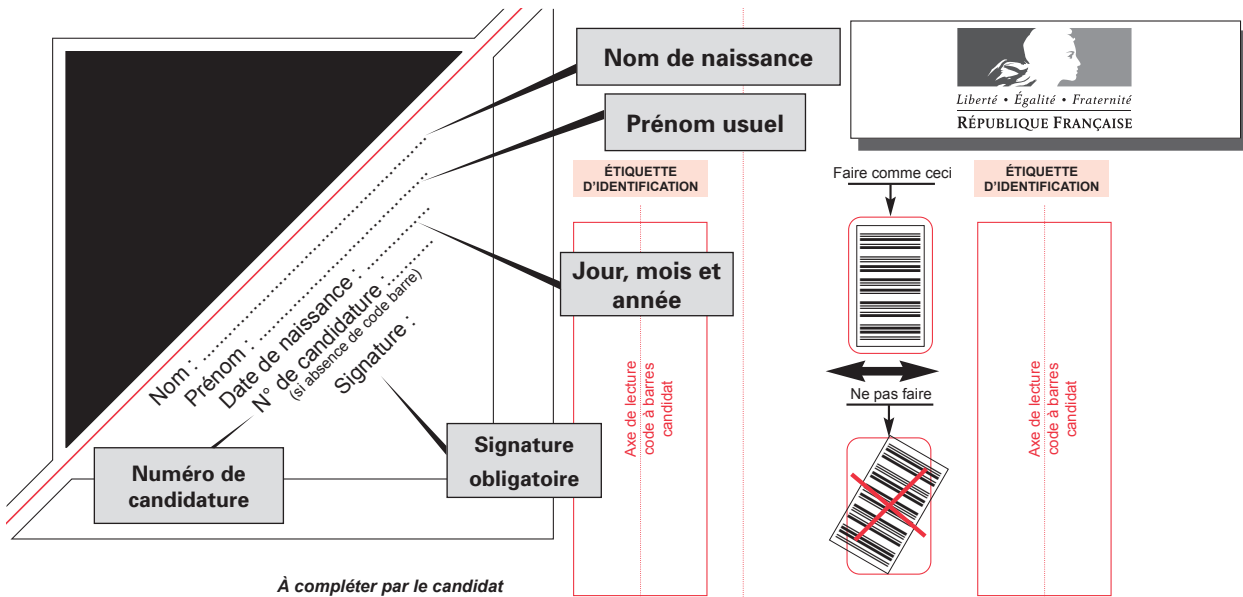 Nom de naissance
Prénom usuel
Liberté • Égalité • Fraternité
RÉPUBLIQUE FRANÇAISE
ÉTIQUETTE
D'IDENTIFICATION
Faire comme ceci
ÉTIQUETTE
D'IDENTIFICATION
Jour, mois et
année
Nom : ...............................................
Prénom : ...............................................
Date de naissance : ....................
N° de candidature : ..............
(si absence de code barre)
Signature :
Axe de lecture
code à barres
candidat
Ne pas faire
Axe de lecture
code à barres
candidat
Numéro de
candidature
Signature
obligatoire
À compléter par le candidat